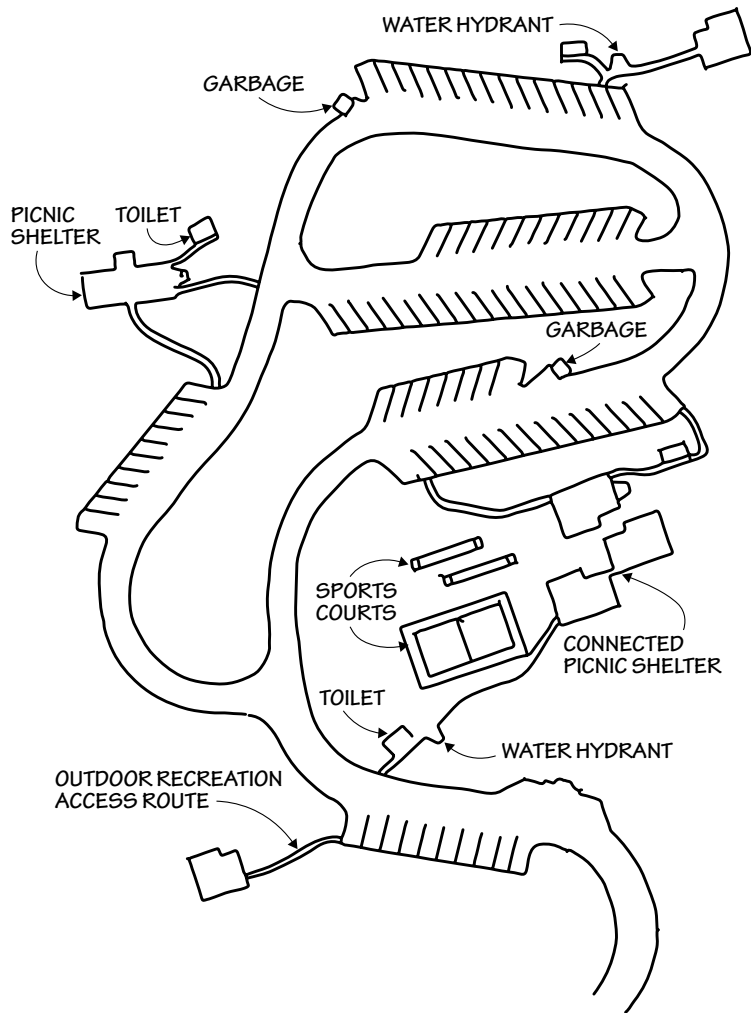 WATER HYDRANT
GARBAGE
PICNIC
SHELTER
TOILET
GARBAGE
SPORTS
COURTS
CONNECTED
PICNIC SHELTER
TOILET
WATER HYDRANT
OUTDOOR RECREATION
ACCESS ROUTE